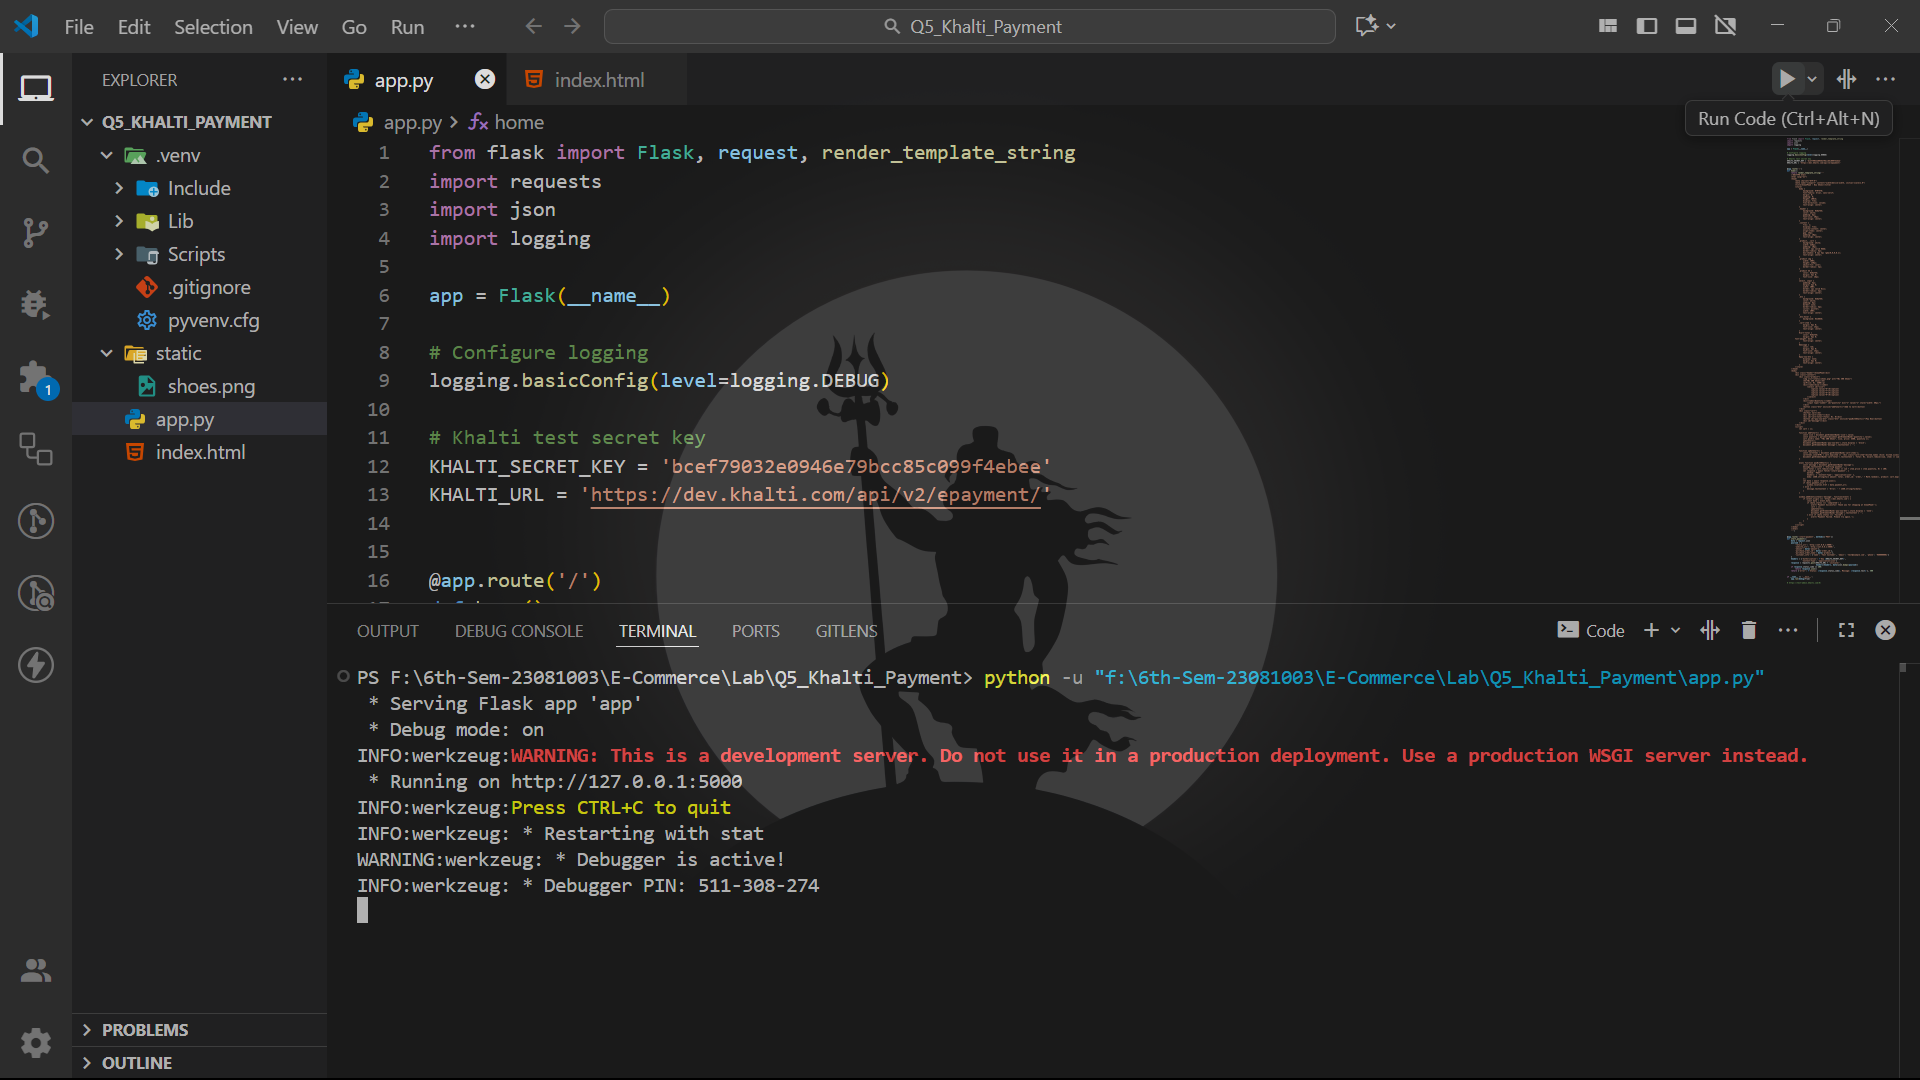 File Edit Selection View Go Run ···
Q5_Khalti_Payment
EXPLORER
app.py
index.html
Run Code (Ctrl+Alt+N)
Q5_KHALTI_PAYMENT
.venv
Include
Lib
Scripts
.gitignore
pyvenv.cfg
static
shoes.png
app.py
index.html
1
PROBLEMS
OUTLINE
app.py > home
1 from flask import Flask, request, render_template_string
2 import requests
3 import json
4 import logging
5
6 app = Flask(__name__)
7
8 # Configure logging
9 logging.basicConfig(level=logging.DEBUG)
10
11 # Khalti test secret key
12 KHALTI_SECRET_KEY = 'bcef79032e0946e79bcc85c099f4ebee'
13 KHALTI_URL = 'https://dev.khalti.com/api/v2/epayment/'
14
15
16 @app.route('/')
OUTPUT DEBUG CONSOLE TERMINAL PORTS GITLENS
Code
PS F:\6th-Sem-23081003\E-Commerce\Lab\Q5_Khalti_Payment> python -u "f:\6th-Sem-23081003\E-Commerce\Lab\Q5_Khalti_Payment\app.py"
* Serving Flask app 'app'
* Debug mode: on
INFO:werkzeug:WARNING: This is a development server. Do not use it in a production deployment. Use a production WSGI server instead.
* Running on http://127.0.0.1:5000
INFO:werkzeug:Press CTRL+C to quit
INFO:werkzeug: * Restarting with stat
WARNING:werkzeug: * Debugger is active!
INFO:werkzeug: * Debugger PIN: 511-308-274